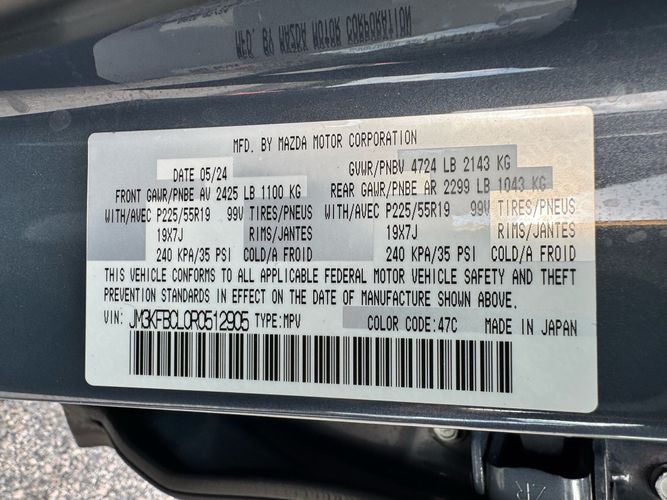 MFD. BY MAZDA MOTOR CORPORATION
DATE 05/24 GVWR/PNBV 4724 LB 2143 KG
FRONT GAWR/PNBE AV 2425 LB 1100 KG REAR GAWR/PNBE AR 2299 LB 1043 KG
WITH/AVEC P225/55R19 99V TIRES/PNEUS WITH/AVEC P225/55R19 99V TIRES/PNEUS
19X7J RIMS/JANTES 19X7J RIMS/JANTES
240 KPA/35 PSI COLD/A FROID 240 KPA/35 PSI COLD/A FROID
THIS VEHICLE CONFORMS TO ALL APPLICABLE FEDERAL MOTOR VEHICLE SAFETY AND THEFT
PREVENTION STANDARDS IN EFFECT ON THE DATE OF MANUFACTURE SHOWN ABOVE.
VIN: JM3KFBCL0R0512905 TYPE:MPV COLOR CODE:47C MADE IN JAPAN